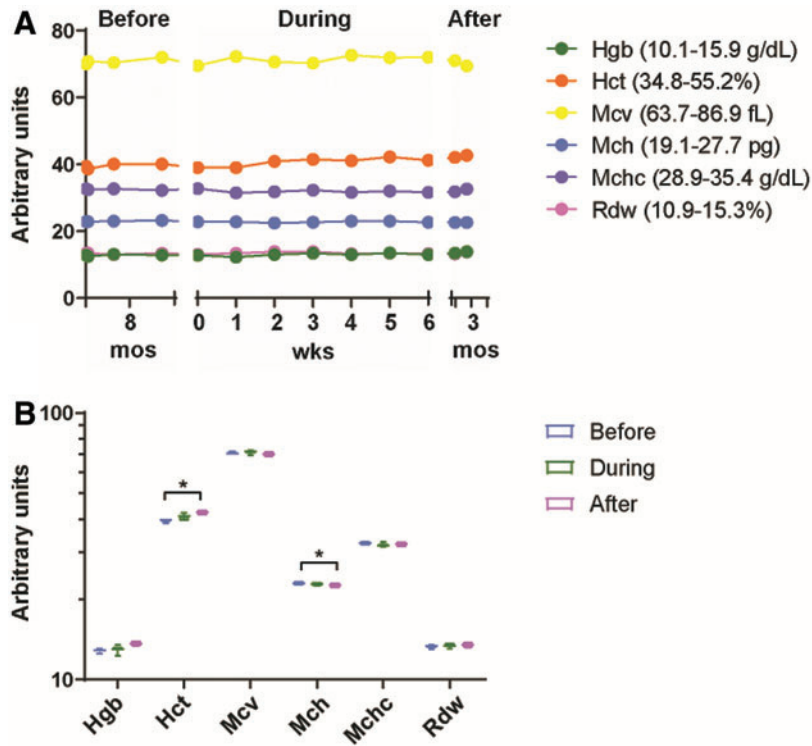 A
Before During After
Arbitrary units
80
60
40
20
0
8
0 1 2 3 4 5 6
3
mos wks mos
Hgb (10.1-15.9 g/dL)
Hct (34.8-55.2%)
Mcv (63.7-86.9 fL)
Mch (19.1-27.7 pg)
Mchc (28.9-35.4 g/dL)
Rdw (10.9-15.3%)
B
Arbitrary units
100
10
* *
Hgb Hct Mcv Mch Mchc Rdw
Before
During
After